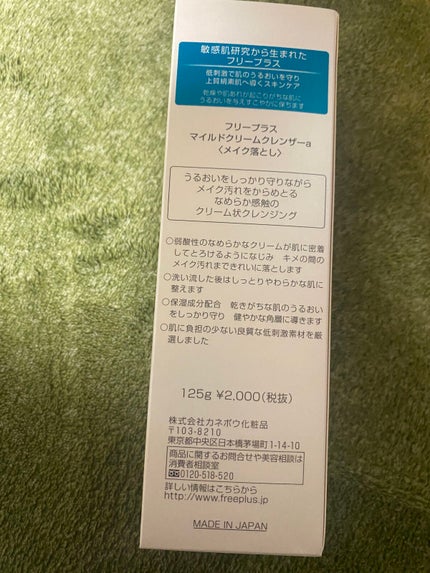 敏感肌研究から生まれた
フリープラス
低刺激で肌のうるおいを守り
上質絹素肌へ導くスキンケア
乾燥や肌あれが起こりがちな肌に
うるおいを与えすこやかに保ちます
フリープラス
マイルドクリームクレンザーa
〈メイク落とし〉
うるおいをしっかり守りながら
メイク汚れをからめとる
なめらか感触の
クリーム状クレンジング
○弱酸性のなめらかなクリームが肌に密着
してとろけるようになじみ　キメの間の
メイク汚れまできれいに落とします
○洗い流した後はしっとりやわらかな肌に
整えます
○保湿成分配合　乾きがちな肌のうるおい
をしっかり守り　健やかな角層に導きます
○肌に負担の少ない良質な低刺激素材を厳
選しました
125g ¥2,000(税抜)
株式会社カネボウ化粧品
〒103-8210
東京都中央区日本橋茅場町1-14-10
商品に関するお問合せや美容相談は
消費者相談室
0120-518-520
詳しい情報はこちらから
http://www.freeplus.jp
MADE IN JAPAN